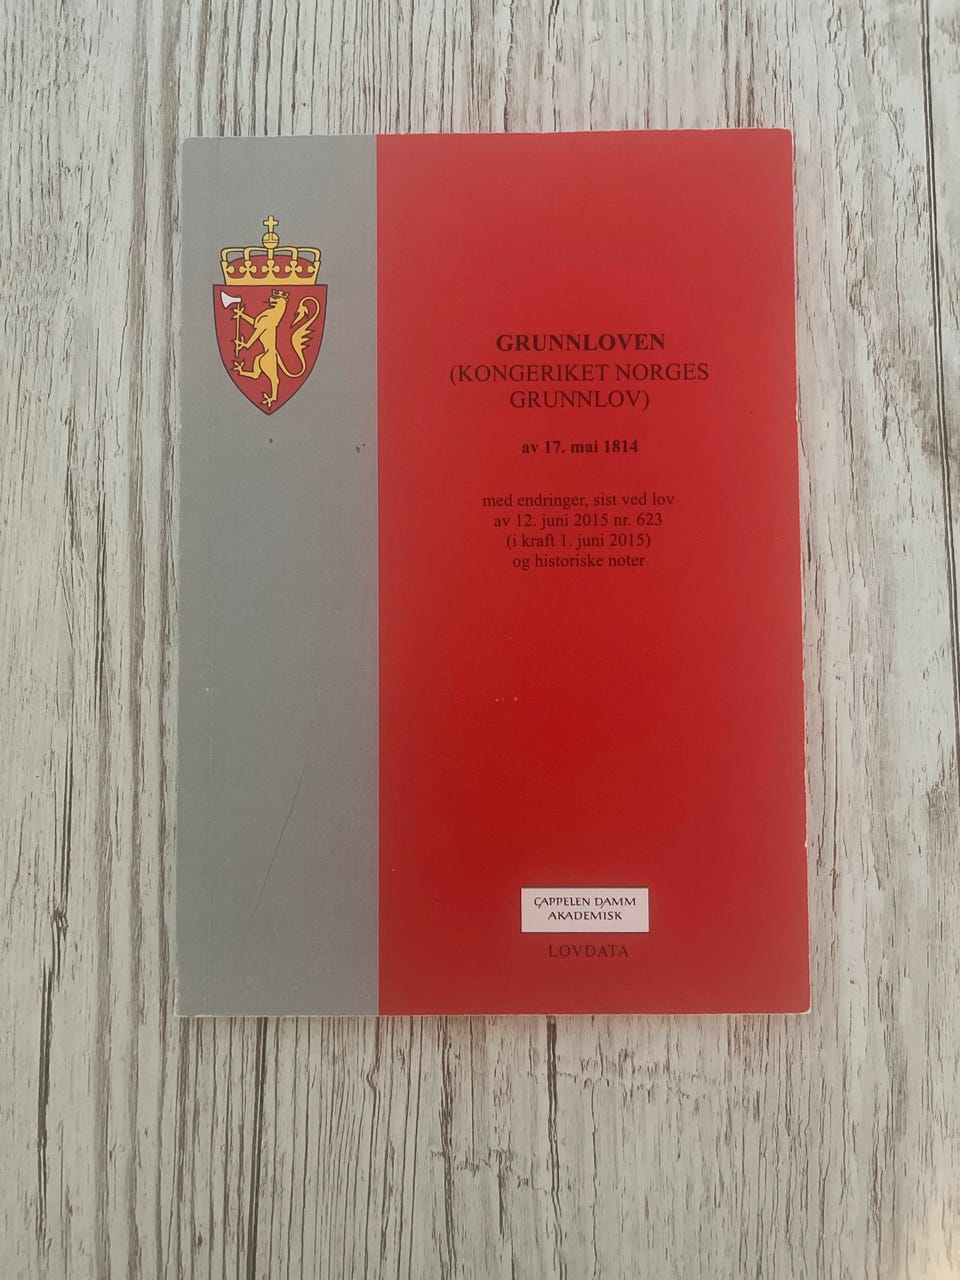 GRUNNLOVEN
(KONGERIKET NORGES
GRUNNLOV)
av 17. mai 1814
med endringer, sist ved lov
av 12. juni 2015 nr. 623
(i kraft 1. juni 2015)
og historiske noter
CAPPELEN DAMM
AKADEMISK
LOVDATA